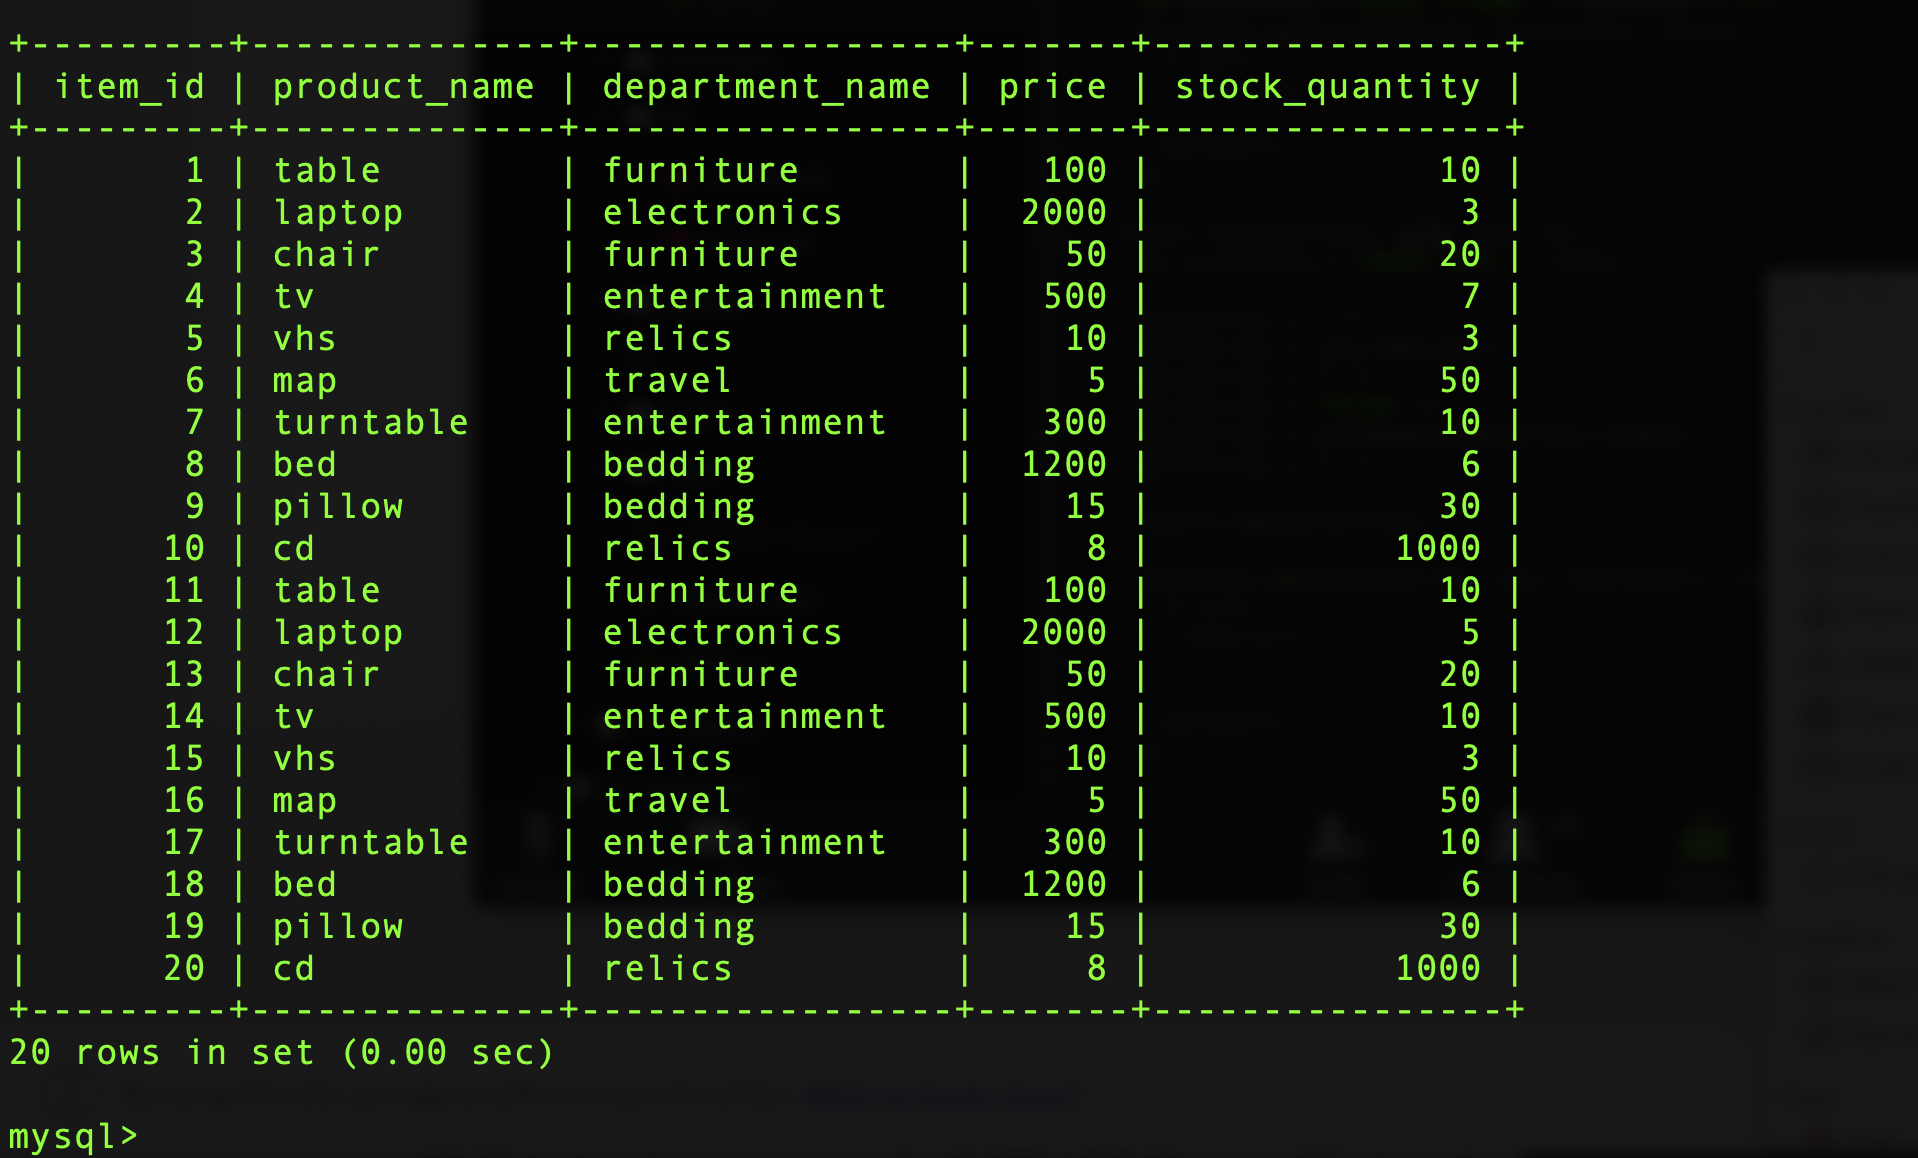 +---------+--------------+-----------------+-------+----------------+
| item_id | product_name | department_name | price | stock_quantity |
+---------+--------------+-----------------+-------+----------------+
|       1 | table        | furniture       |   100 |             10 |
|       2 | laptop       | electronics     |  2000 |              3 |
|       3 | chair        | furniture       |    50 |             20 |
|       4 | tv           | entertainment   |   500 |              7 |
|       5 | vhs          | relics          |    10 |              3 |
|       6 | map          | travel          |     5 |             50 |
|       7 | turntable    | entertainment   |   300 |             10 |
|       8 | bed          | bedding         |  1200 |              6 |
|       9 | pillow       | bedding         |    15 |             30 |
|      10 | cd           | relics          |     8 |           1000 |
|      11 | table        | furniture       |   100 |             10 |
|      12 | laptop       | electronics     |  2000 |              5 |
|      13 | chair        | furniture       |    50 |             20 |
|      14 | tv           | entertainment   |   500 |             10 |
|      15 | vhs          | relics          |    10 |              3 |
|      16 | map          | travel          |     5 |             50 |
|      17 | turntable    | entertainment   |   300 |             10 |
|      18 | bed          | bedding         |  1200 |              6 |
|      19 | pillow       | bedding         |    15 |             30 |
|      20 | cd           | relics          |     8 |           1000 |
+---------+--------------+-----------------+-------+----------------+
20 rows in set (0.00 sec)
mysql>